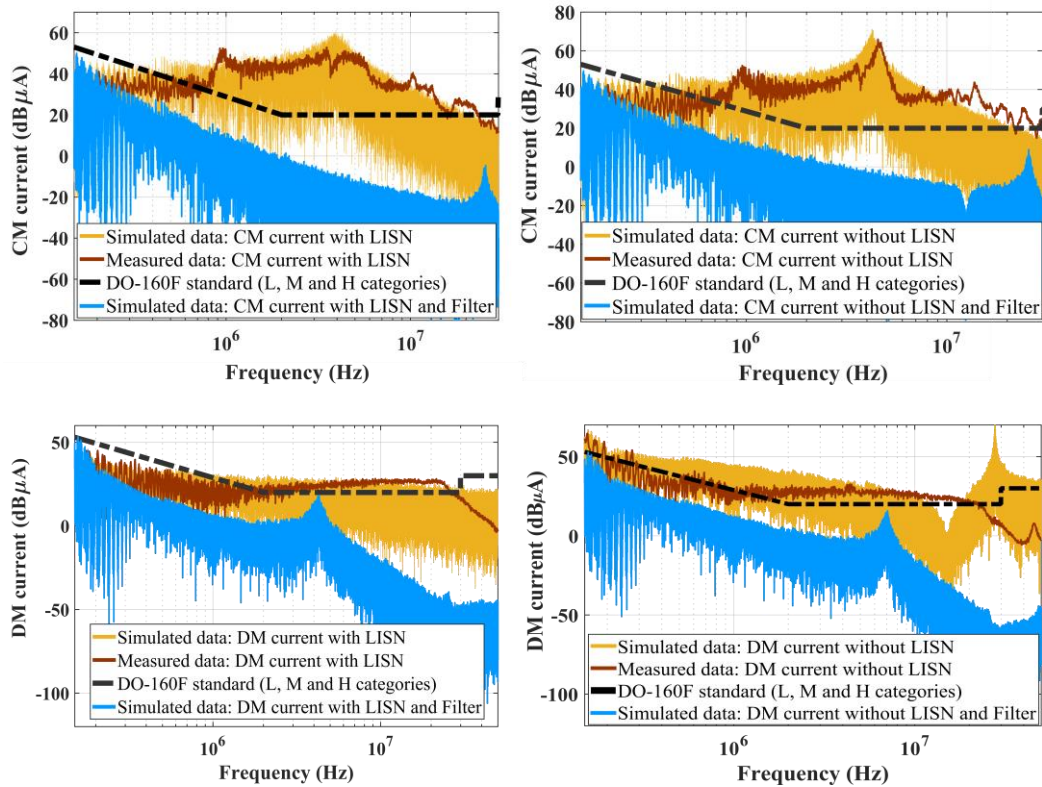 60
40
20
0
-20
-40
-60
-80
CM current (dBµA)
Simulated data: CM current with LISN
Measured data: CM current with LISN
DO-160F standard (L, M and H categories)
Simulated data: CM current with LISN and Filter
10^6
10^7
Frequency (Hz)
80
60
40
20
0
-20
-40
-60
-80
CM current (dBµA)
Simulated data: CM current without LISN
Measured data: CM current without LISN
DO-160F standard (L, M and H categories)
Simulated data: CM current without LISN and Filter
10^6
10^7
Frequency (Hz)
50
0
-50
-100
DM current (dBµA)
Simulated data: DM current with LISN
Measured data: DM current with LISN
DO-160F standard (L, M and H categories)
Simulated data: DM current with LISN and Filter
10^6
10^7
Frequency (Hz)
50
0
-50
-100
DM current (dBµA)
Simulated data: DM current without LISN
Measured data: DM current without LISN
DO-160F standard (L, M and H categories)
Simulated data: DM current without LISN and Filter
10^6
10^7
Frequency (Hz)